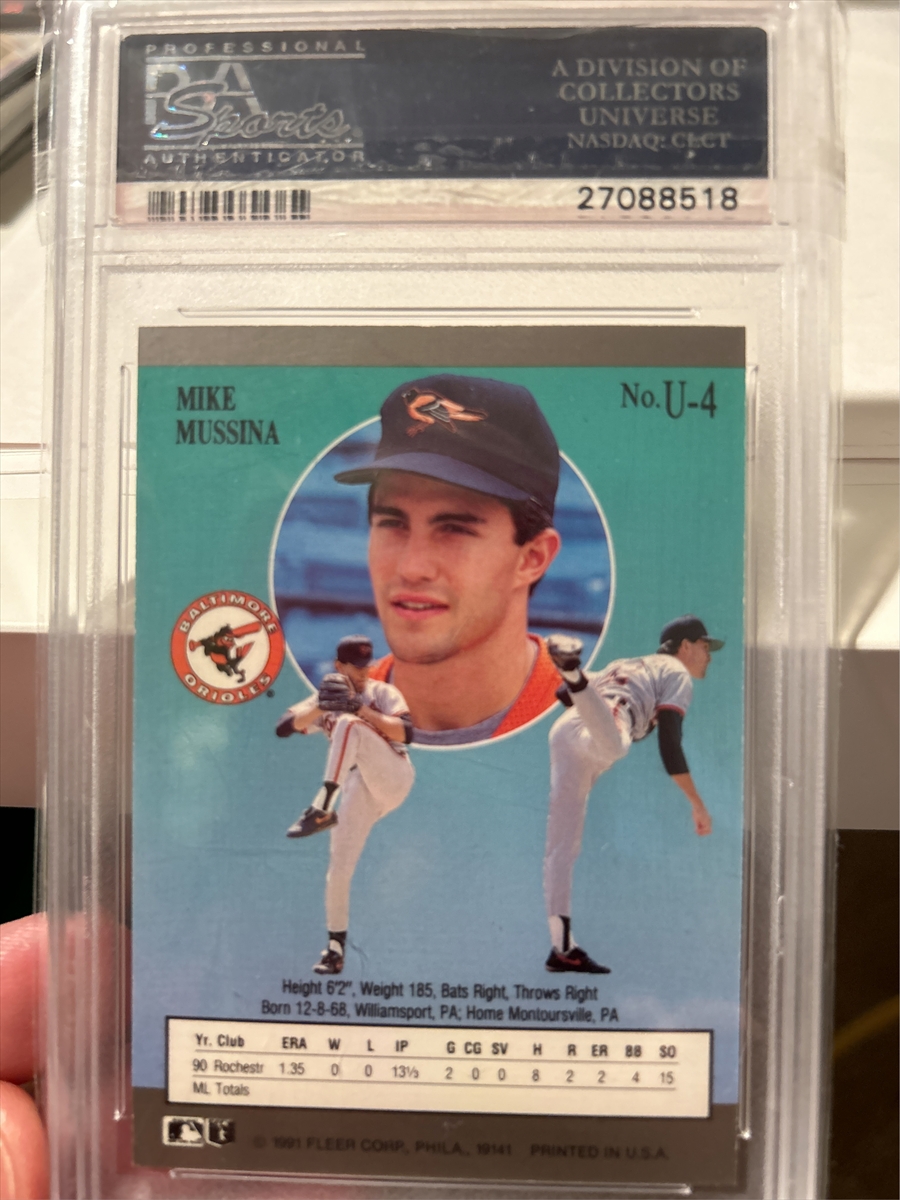 PROFESSIONAL
PSA
Sports
AUTHENTICATOR
A DIVISION OF
COLLECTORS
UNIVERSE
NASDAQ: CLCT
27088518
MIKE
MUSSINA
No. U-4
BALTIMORE
ORIOLES
Height 6'2", Weight 185, Bats Right, Throws Right
Born 12-8-68, Williamsport, PA; Home Montoursville, PA
Yr. Club ERA W L IP G CG SV H R ER BB SO
90 Rochestr 1.35 0 0 13⅓ 2 0 0 8 2 2 4 15
ML Totals
© 1991 FLEER CORP., PHILA., 19141 PRINTED IN U.S.A.